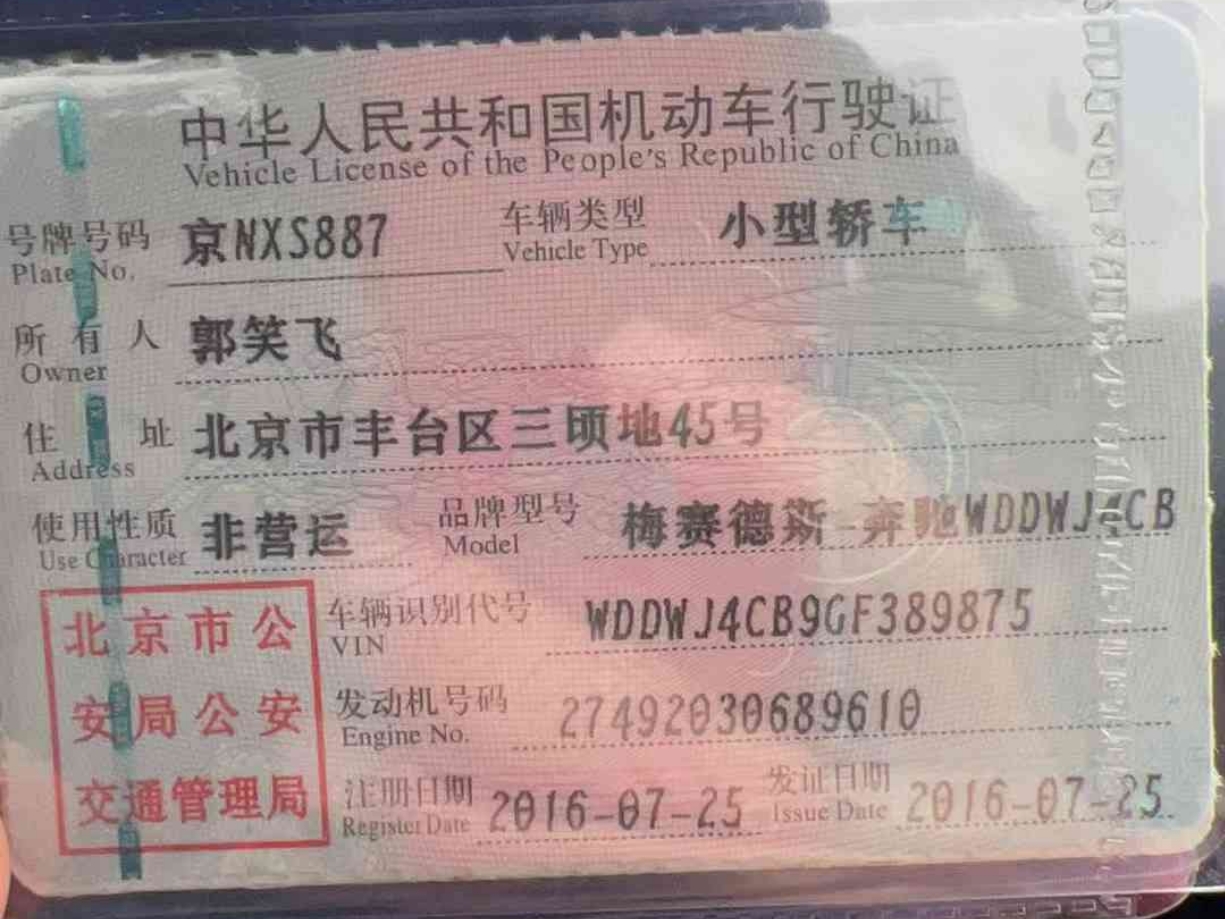 中华人民共和国机动车行驶证
Vehicle License of the People's Republic of China
号牌号码 京NXS887 车辆类型 小型轿车
Plate No. Vehicle Type
所有人 郭笑飞
Owner
住址 北京市丰台区三顷地45号
Address
使用性质 非营运 品牌型号 梅赛德斯-奔驰WDDWJ4CB
Use Character Model
北京市公
安局公安
交通管理局
车辆识别代号 WDDWJ4CB9GF389875
VIN
发动机号码 27492030689610
Engine No.
注册日期 2016-07-25 发证日期 2016-07-25
Register Date Issue Date